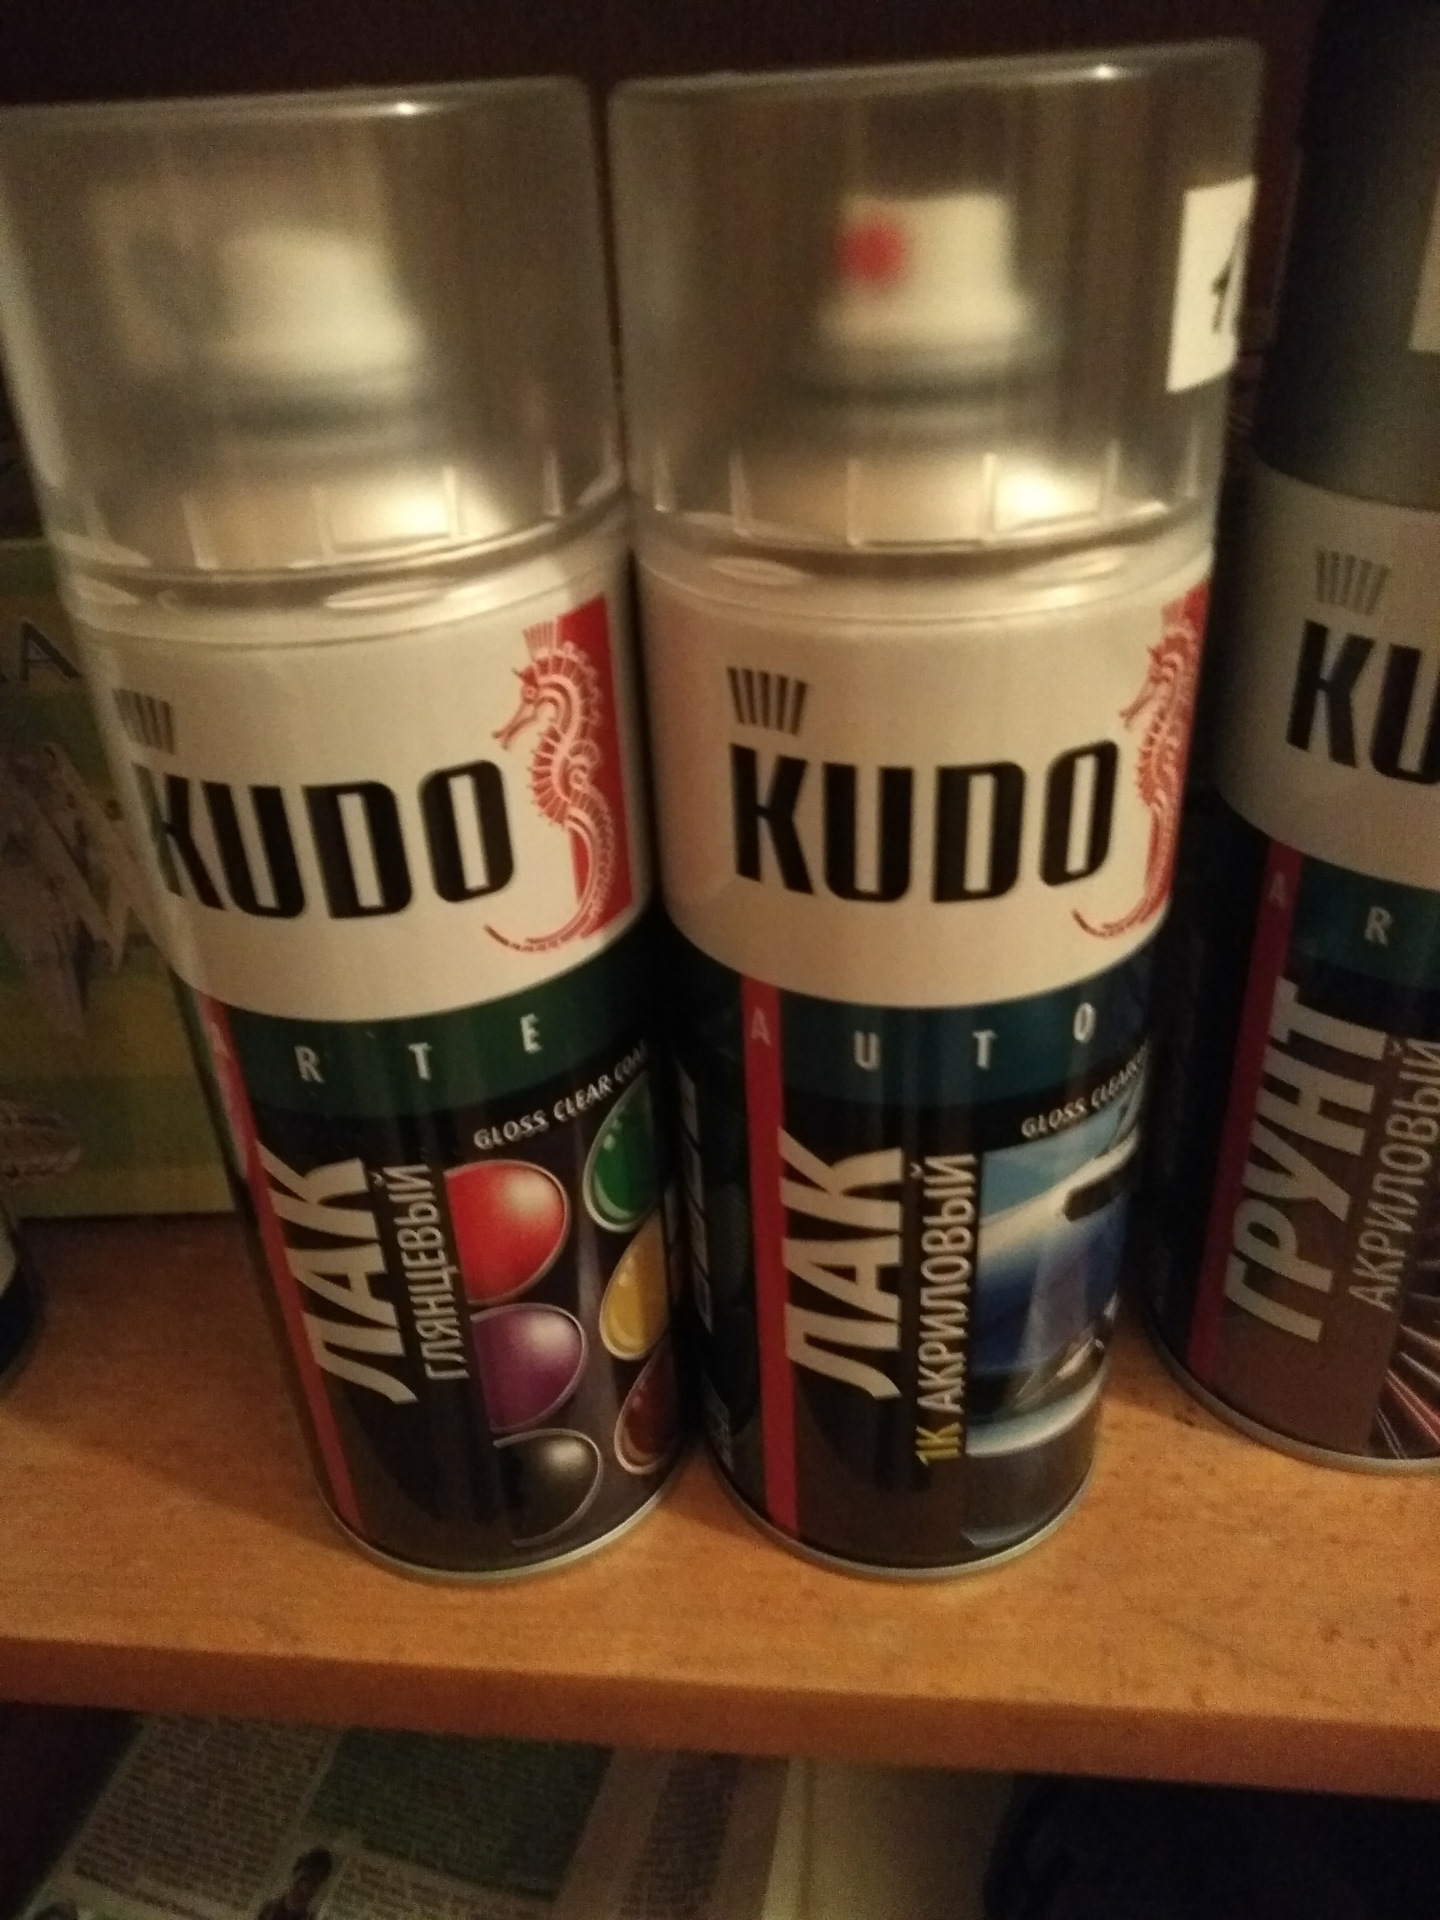 KUDO
ARTE
GLOSS CLEAR COAT
ЛАК
ГЛЯНЦЕВЫЙ
KUDO
AUTO
GLOSS CLEAR
ЛАК
1К АКРИЛОВЫЙ
KU
A R
ГРУНТ
АКРИЛОВЫЙ